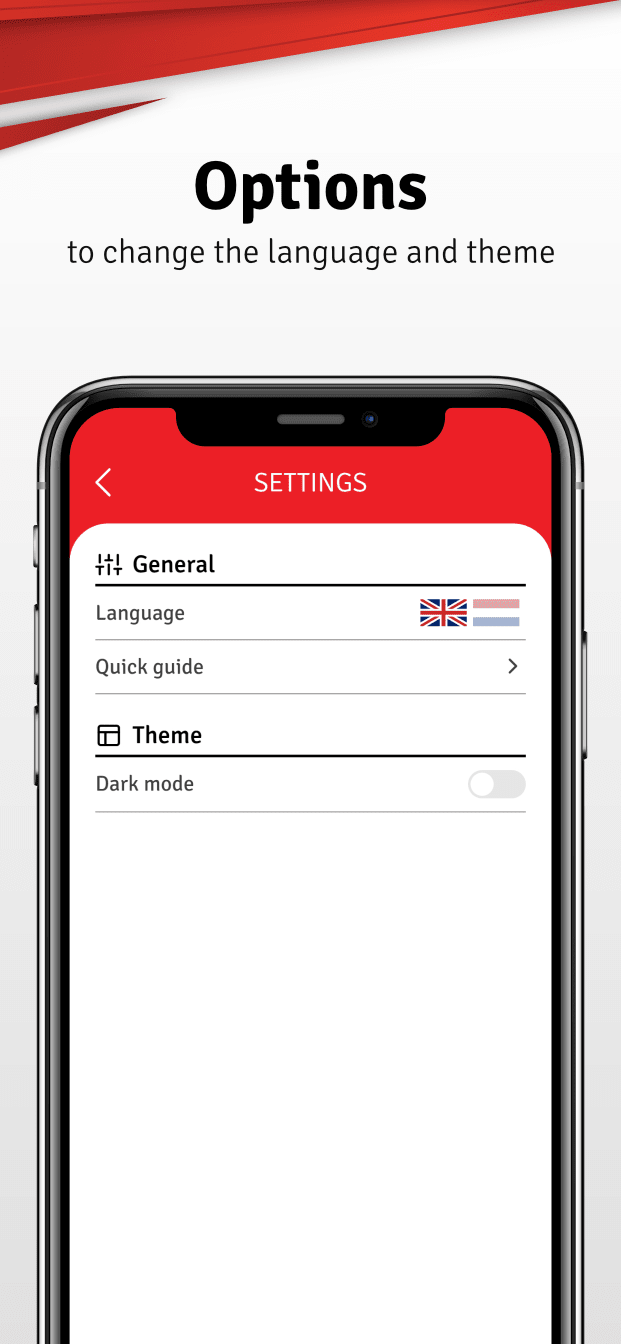 Options
to change the language and theme
SETTINGS
General
Language
Quick guide
Theme
Dark mode